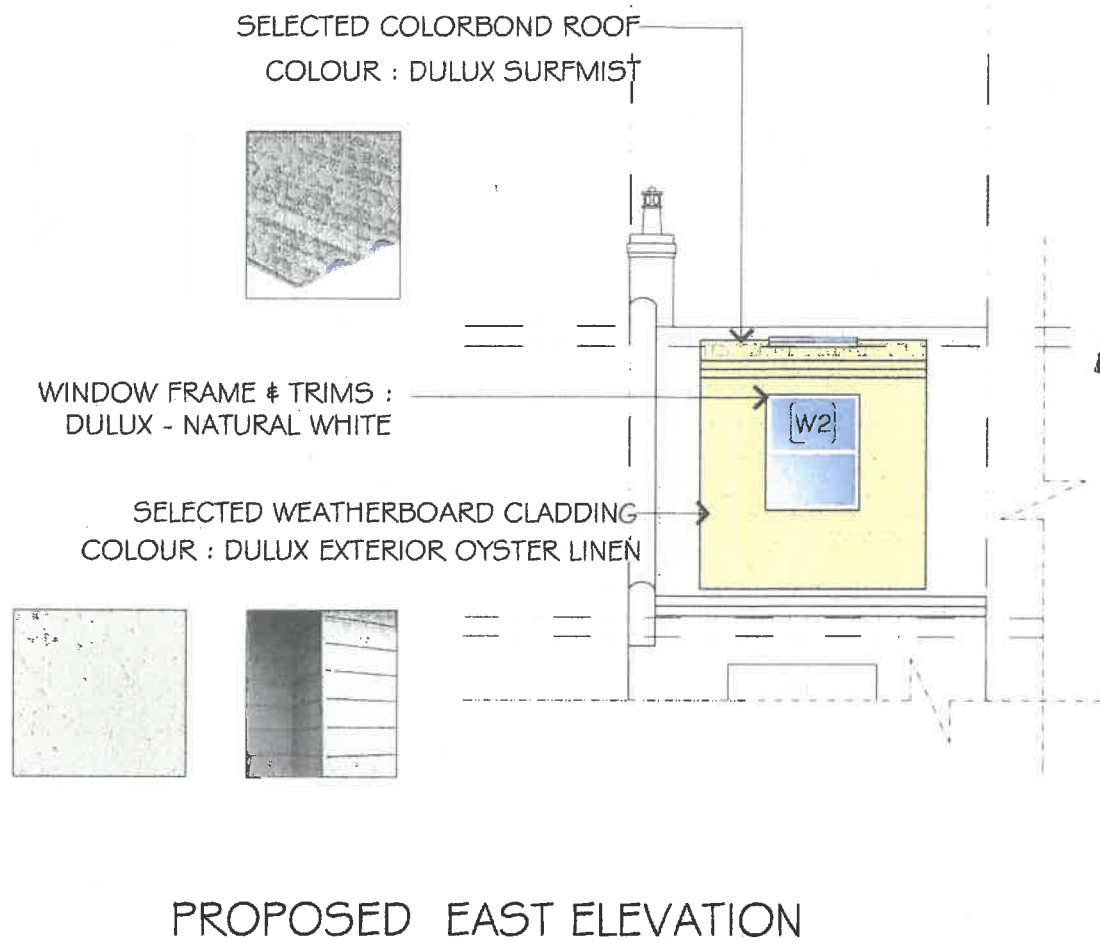 SELECTED COLORBOND ROOF
COLOUR : DULUX SURFMIST
WINDOW FRAME & TRIMS :
DULUX - NATURAL WHITE
[W2]
SELECTED WEATHERBOARD CLADDING
COLOUR : DULUX EXTERIOR OYSTER LINEN
PROPOSED EAST ELEVATION